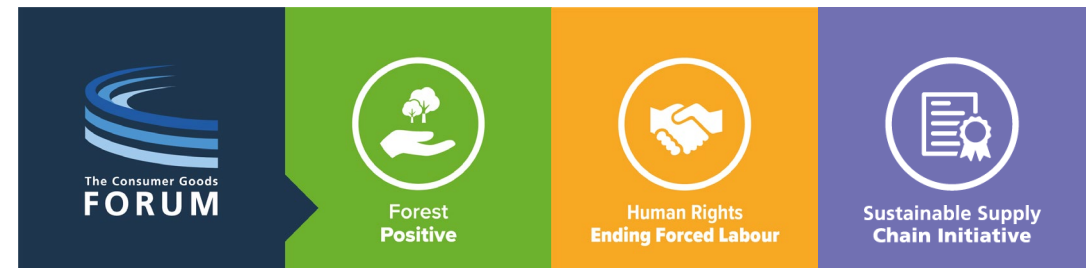 The Consumer Goods
FORUM
Forest
Positive
Human Rights
Ending Forced Labour
Sustainable Supply
Chain Initiative